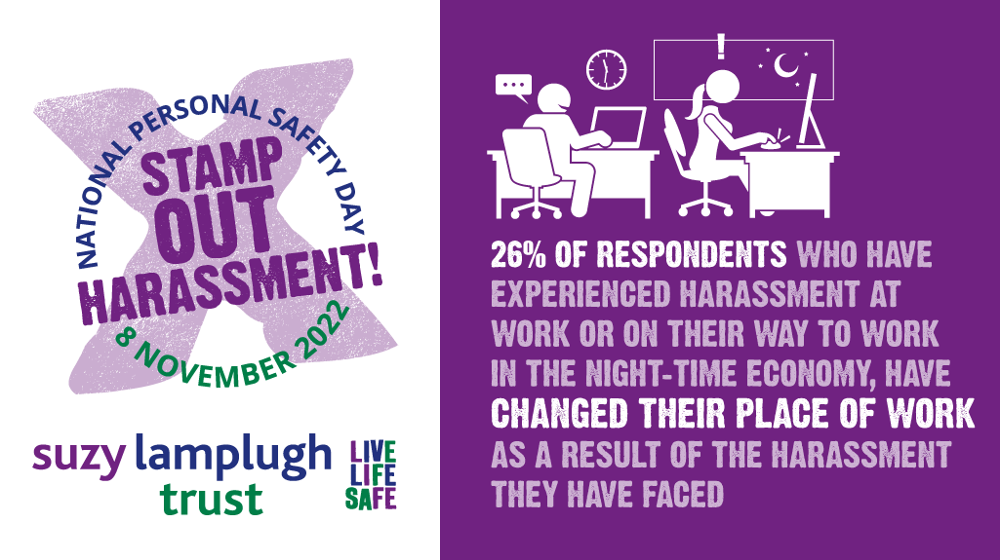 NATIONAL PERSONAL SAFETY DAY
STAMP
OUT
HARASSMENT!
8 NOVEMBER 2022
suzy lamplugh
trust
LIVE
LIFE
SAFE
!
26% OF RESPONDENTS WHO HAVE
EXPERIENCED HARASSMENT AT
WORK OR ON THEIR WAY TO WORK
IN THE NIGHT-TIME ECONOMY, HAVE
CHANGED THEIR PLACE OF WORK
AS A RESULT OF THE HARASSMENT
THEY HAVE FACED